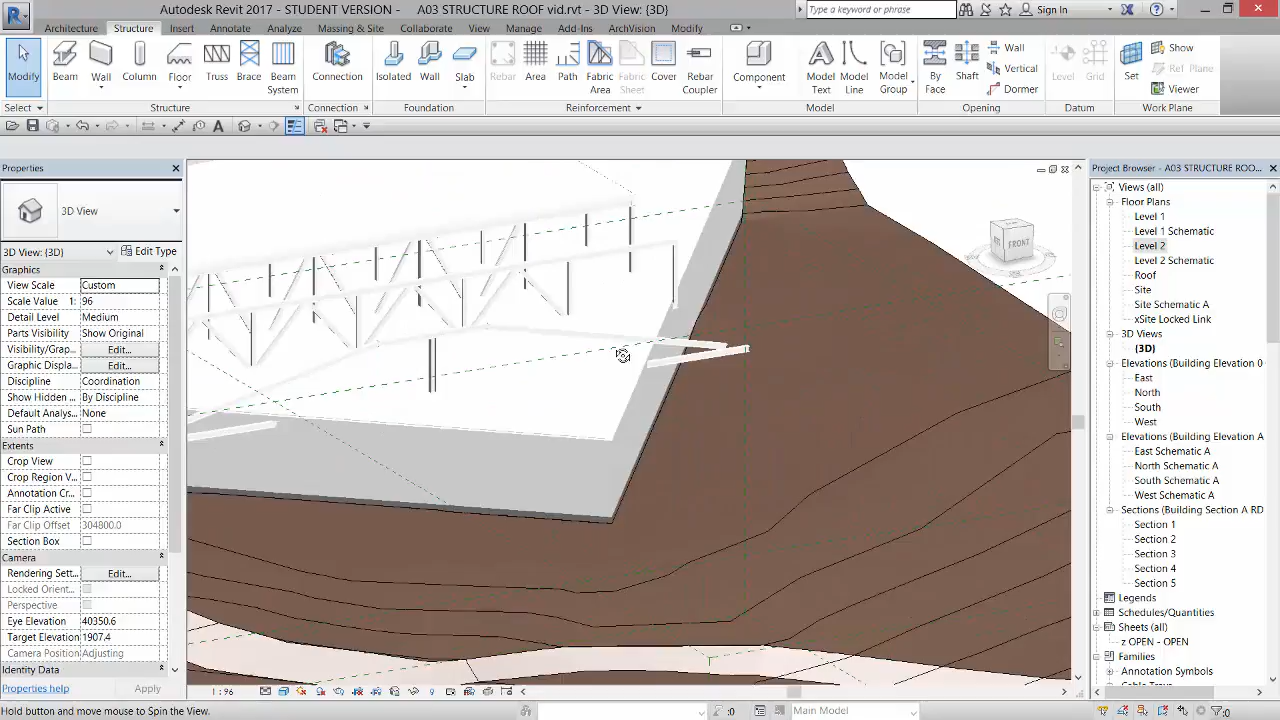 Autodesk Revit 2017 - STUDENT VERSION - A03 STRUCTURE ROOF vid.rvt - 3D View: {3D}
Type a keyword or phrase
Sign In
Architecture Structure Insert Annotate Analyze Massing & Site Collaborate View Manage Add-Ins ArchVision Modify
Modify Beam Wall Column Floor Truss Brace Beam System Connection Isolated Wall Slab Rebar Area Path Fabric Area Fabric Sheet Cover Rebar Coupler Component Model Text Model Line Model Group By Face Shaft Wall Vertical Dormer Level Grid Set Show Ref Plane Viewer
Select Structure Connection Foundation Reinforcement Model Opening Datum Work Plane
Properties
3D View
3D View: {3D} Edit Type
Graphics
View Scale Custom
Scale Value 1: 96
Detail Level Medium
Parts Visibility Show Original
Visibility/Grap... Edit...
Graphic Displa... Edit...
Discipline Coordination
Show Hidden ... By Discipline
Default Analys... None
Sun Path
Extents
Crop View
Crop Region V...
Annotation Cr...
Far Clip Active
Far Clip Offset 304800.0
Section Box
Camera
Rendering Sett... Edit...
Locked Orient...
Perspective
Eye Elevation 40350.6
Target Elevation 1907.4
Camera Position Adjusting
Identity Data
Properties help Apply
FRONT
Project Browser - A03 STRUCTURE ROO...
Views (all)
Floor Plans
Level 1
Level 1 Schematic
Level 2
Level 2 Schematic
Roof
Site
Site Schematic A
xSite Locked Link
3D Views
{3D}
Elevations (Building Elevation 0
East
North
South
West
Elevations (Building Elevation A
East Schematic A
North Schematic A
South Schematic A
West Schematic A
Sections (Building Section A RD
Section 1
Section 2
Section 3
Section 4
Section 5
Legends
Schedules/Quantities
Sheets (all)
z OPEN - OPEN
Families
Annotation Symbols
1 : 96
Hold button and move mouse to Spin the View.
:0
Main Model
:0